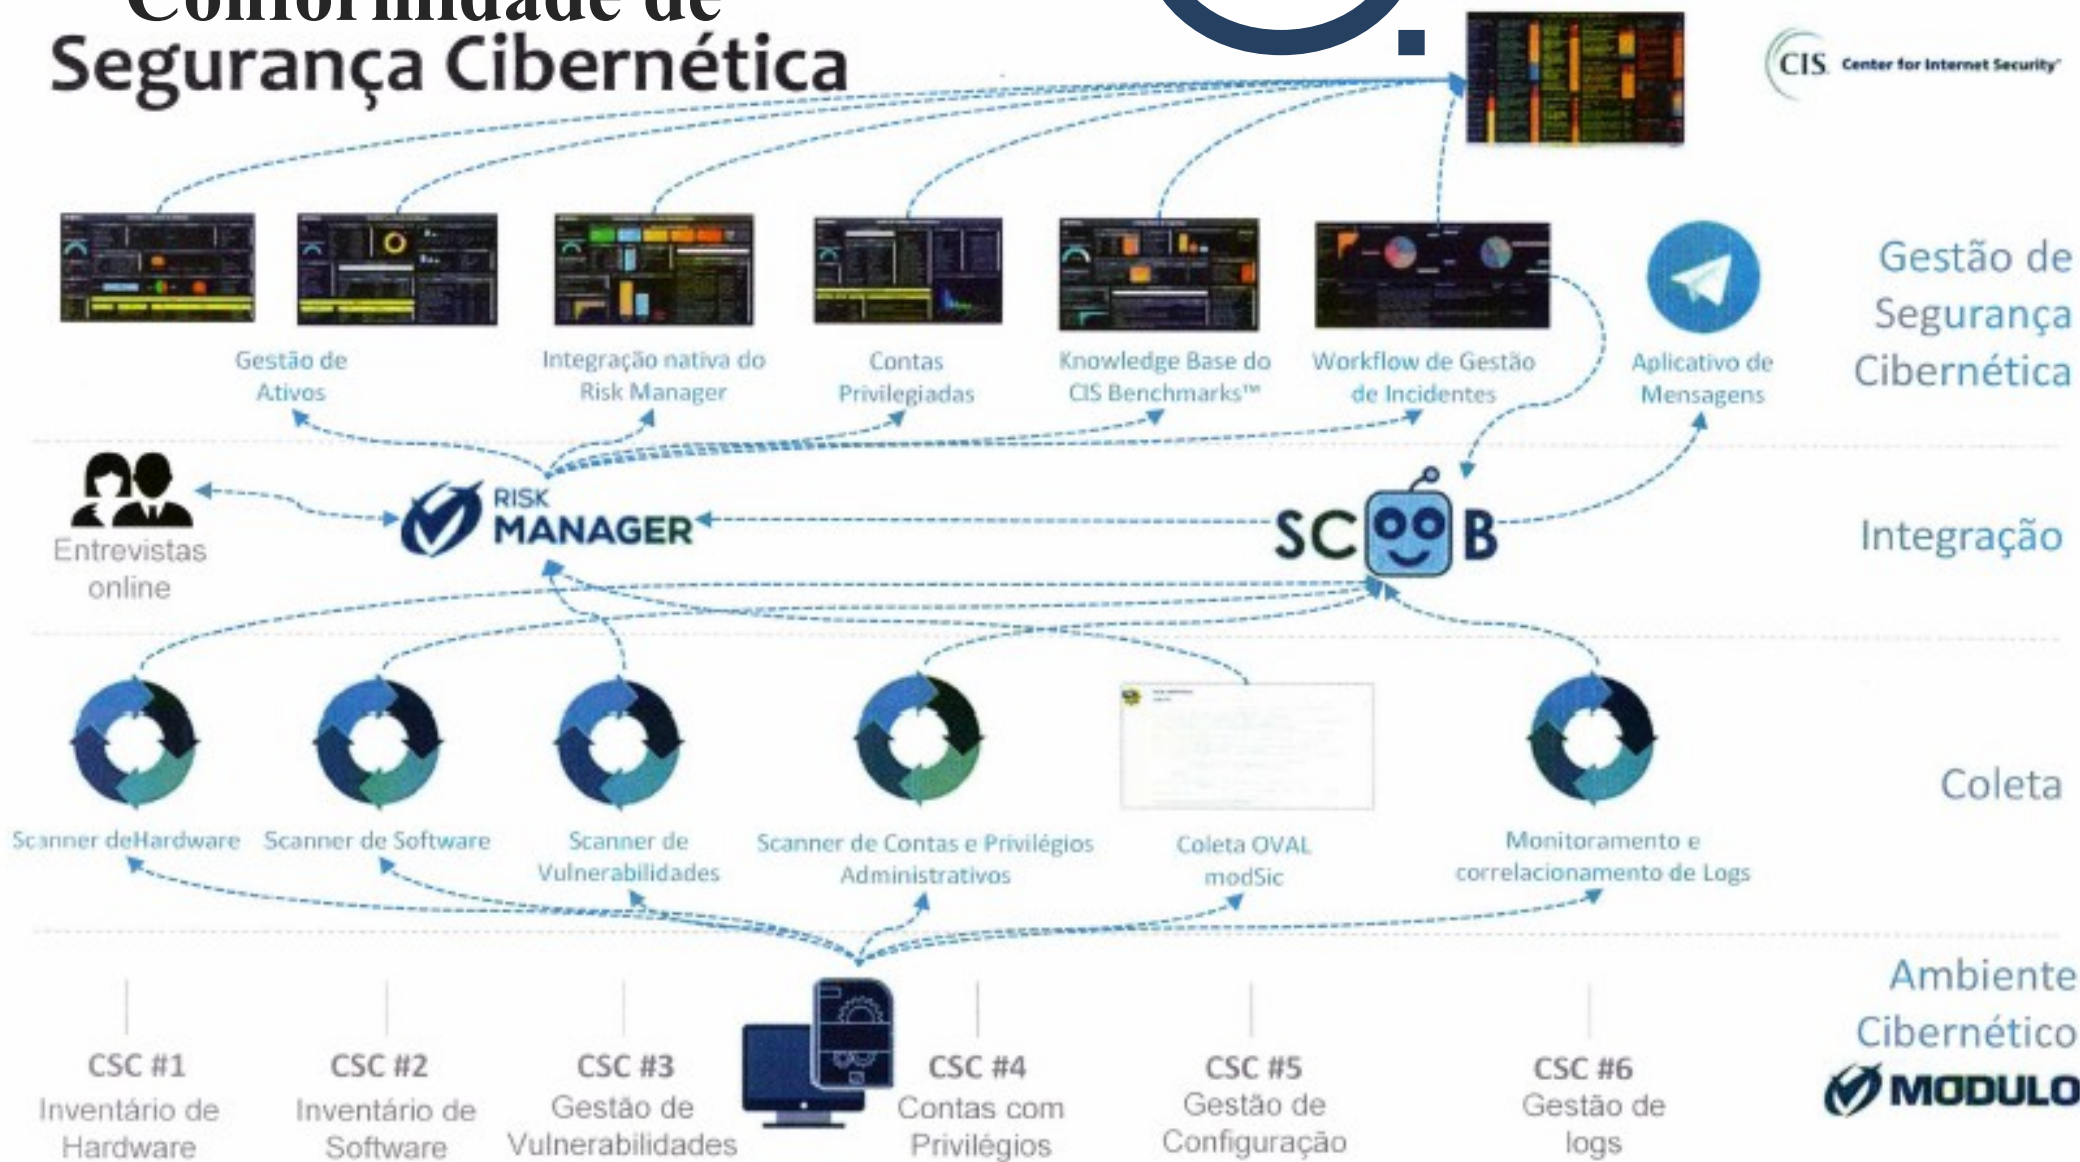 Conformidade de
Segurança Cibernética
CIS. Center for Internet Security®
Gestão de
Segurança
Cibernética
Gestão de
Ativos
Integração nativa do
Risk Manager
Contas
Privilegiadas
Knowledge Base do
CIS Benchmarks™
Workflow de Gestão
de Incidentes
Aplicativo de
Mensagens
Entrevistas
online
RISK
MANAGER
SCOOB
Integração
Coleta
Scanner deHardware
Scanner de Software
Scanner de
Vulnerabilidades
Scanner de Contas e Privilégios
Administrativos
Coleta OVAL
modSic
Monitoramento e
correlacionamento de Logs
Ambiente
Cibernético
MODULO
CSC #1
Inventário de
Hardware
CSC #2
Inventário de
Software
CSC #3
Gestão de
Vulnerabilidades
CSC #4
Contas com
Privilégios
CSC #5
Gestão de
Configuração
CSC #6
Gestão de
logs